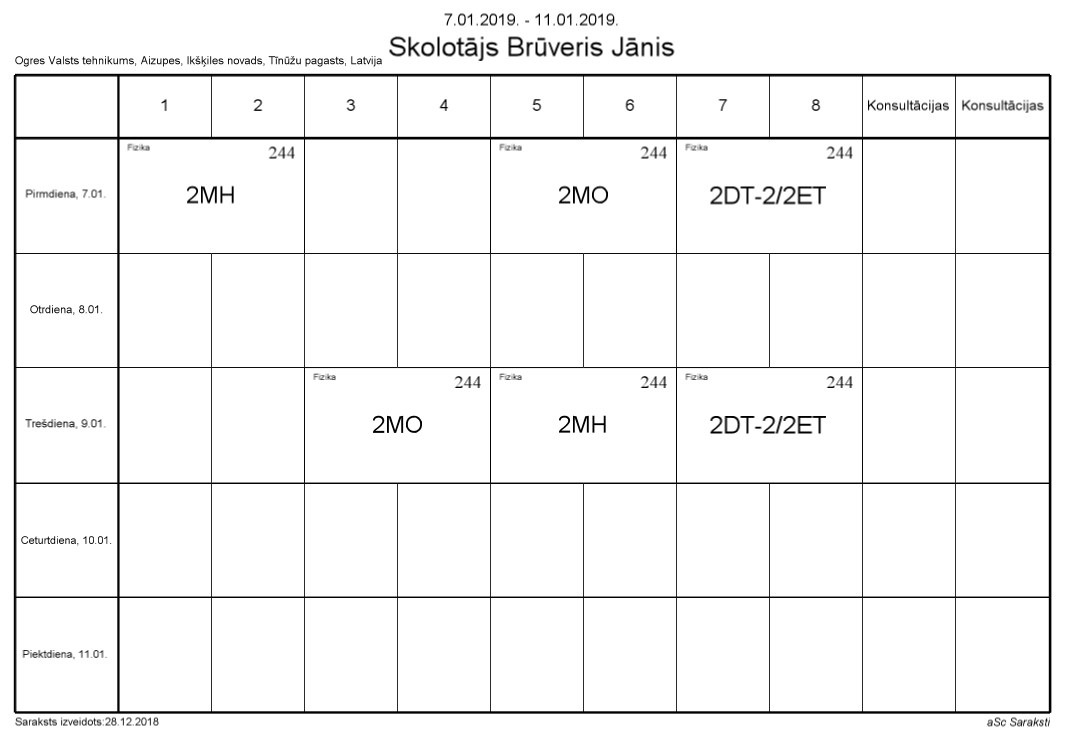 7.01.2019. - 11.01.2019.
Skolotājs Brūveris Jānis
Ogres Valsts tehnikums, Aizupes, Ikšķiles novads, Tīnūžu pagasts, Latvija
1 2 3 4 5 6 7 8 Konsultācijas Konsultācijas
Fizika 244 Fizika 244 Fizika 244
Pirmdiena, 7.01. 2MH 2MO 2DT-2/2ET
Otrdiena, 8.01.
Fizika 244 Fizika 244 Fizika 244
Trešdiena, 9.01. 2MO 2MH 2DT-2/2ET
Ceturtdiena, 10.01.
Piektdiena, 11.01.
Saraksts izveidots:28.12.2018 aSc Saraksti